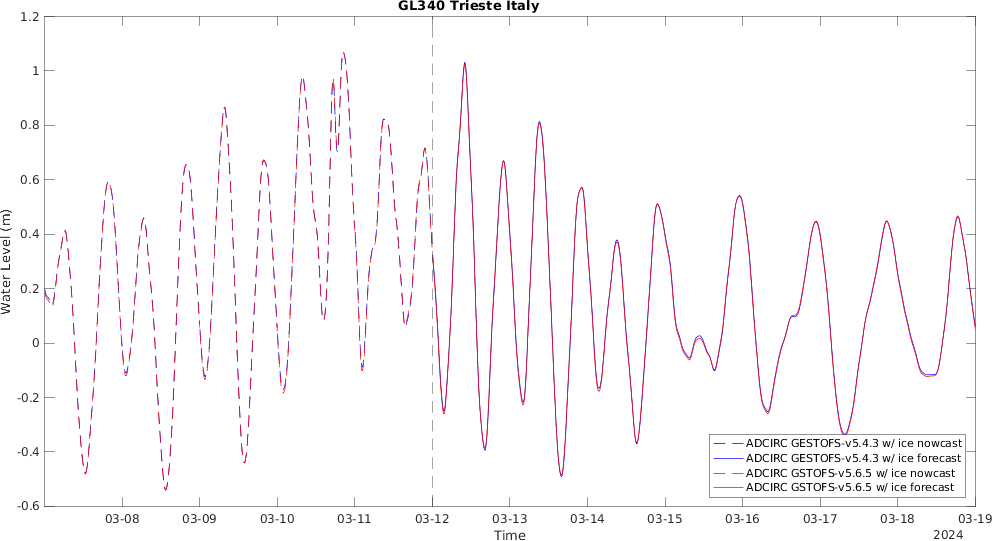 GL340 Trieste Italy
1.2
1
0.8
0.6
0.4
0.2
0
-0.2
-0.4
-0.6
Water Level (m)
03-08 03-09 03-10 03-11 03-12 03-13 03-14 03-15 03-16 03-17 03-18 03-19
Time
2024
ADCIRC GESTOFS-v5.4.3 w/ ice nowcast
ADCIRC GESTOFS-v5.4.3 w/ ice forecast
ADCIRC GSTOFS-v5.6.5 w/ ice nowcast
ADCIRC GSTOFS-v5.6.5 w/ ice forecast